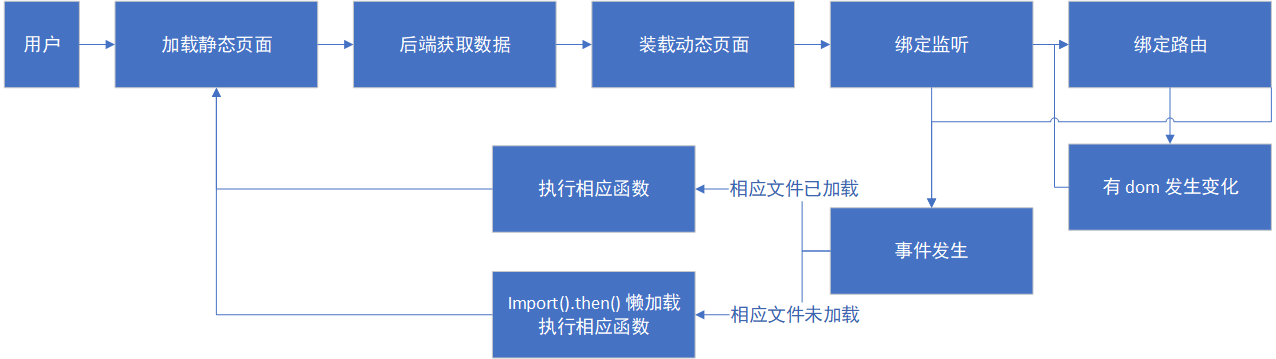 用户
加载静态页面
后端获取数据
装载动态页面
绑定监听
绑定路由
执行相应函数
相应文件已加载
有 dom 发生变化
事件发生
Import().then() 懒加载
执行相应函数
相应文件未加载